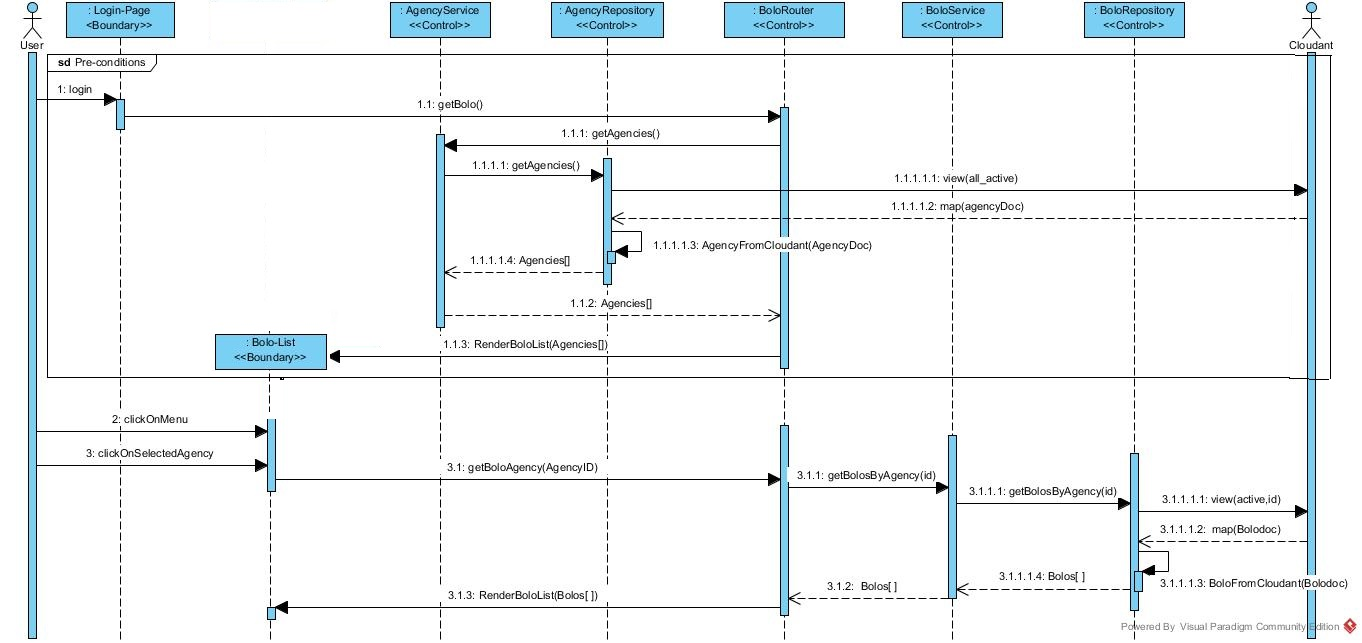 : Login-Page
<Boundary>>
: AgencyService
<<Control>>
: AgencyRepository
<<Control>>
: BoloRouter
<<Control>>
: BoloService
<<Control>>
: BoloRepository
<<Control>>
User
Cloudant
sd Pre-conditions
1: login
1.1: getBolo()
1.1.1: getAgencies()
1.1.1.1: getAgencies()
1.1.1.1.1: view(all_active)
1.1.1.1.2: map(agencyDoc)
1.1.1.1.3: AgencyFromCloudant(AgencyDoc)
1.1.1.1.4: Agencies[]
1.1.2: Agencies[]
: Bolo-List
<<Boundary>>
1.1.3: RenderBoloList(Agencies[])
2: clickOnMenu
3: clickOnSelectedAgency
3.1: getBoloAgency(AgencyID)
3.1.1: getBolosByAgency(id)
3.1.1.1: getBolosByAgency(id)
3.1.1.1.1: view(active,id)
3.1.1.1.2: map(Bolodoc)
3.1.1.1.3: BoloFromCloudant(Bolodoc)
3.1.1.1.4: Bolos[ ]
3.1.2: Bolos[ ]
3.1.3: RenderBoloList(Bolos[ ])
Powered By Visual Paradigm Community Edition